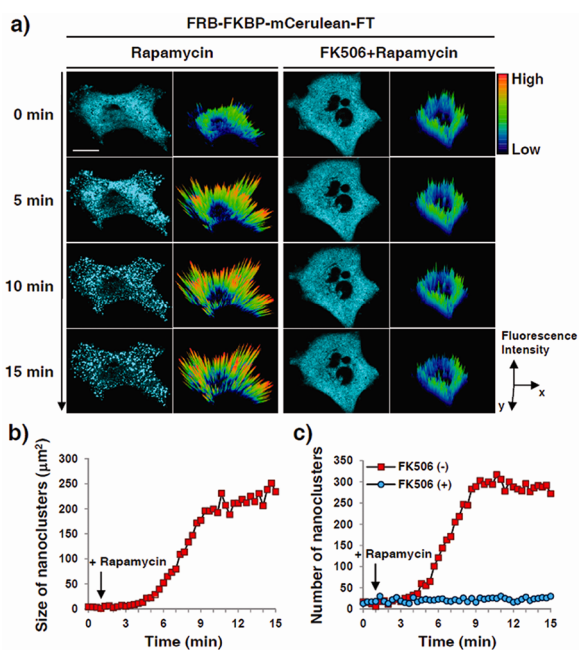 a)
FRB-FKBP-mCerulean-FT
Rapamycin
FK506+Rapamycin
0 min
5 min
10 min
15 min
High
Low
Fluorescence
Intensity
x
y
b)
Size of nanoclusters (µm²)
300
250
200
150
100
50
0
+ Rapamycin
0 3 6 9 12 15
Time (min)
c)
Number of nanoclusters
350
300
250
200
150
100
50
0
FK506 (-)
FK506 (+)
+ Rapamycin
0 3 6 9 12 15
Time (min)